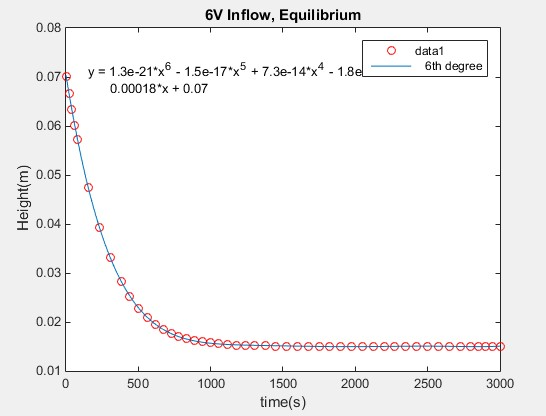 6V Inflow, Equilibrium
0.08
0.07
0.06
0.05
0.04
0.03
0.02
0.01
Height(m)
y = 1.3e-21*x^6 - 1.5e-17*x^5 + 7.3e-14*x^4 - 1.8e
0.00018*x + 0.07
data1
6th degree
0 500 1000 1500 2000 2500 3000
time(s)